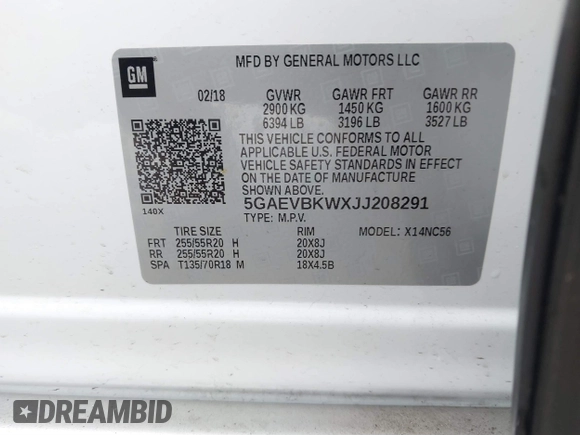 MFD BY GENERAL MOTORS LLC
GM
02/18 GVWR GAWR FRT GAWR RR
2900 KG 1450 KG 1600 KG
6394 LB 3196 LB 3527 LB
THIS VEHICLE CONFORMS TO ALL
APPLICABLE U.S. FEDERAL MOTOR
VEHICLE SAFETY STANDARDS IN EFFECT
ON THE DATE OF MANUFACTURE
SHOWN ABOVE.
5GAEVBKWXJJ208291
140X
TYPE: M.P.V.
TIRE SIZE RIM MODEL: X14NC56
FRT 255/55R20 H 20X8J
RR 255/55R20 H 20X8J
SPA T135/70R18 M 18X4.5B
DREAMBID